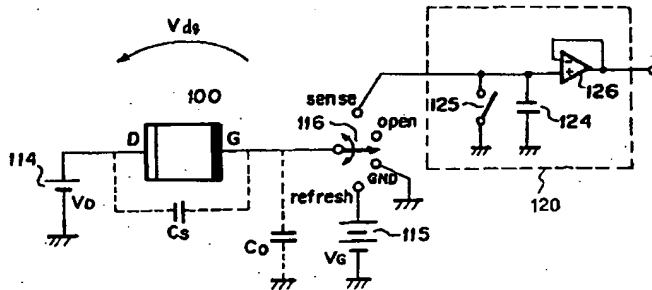 Vds
100
sense
116
open
125
126
124
120
114
D
G
VD
CS
CO
GND
refresh
115
VG